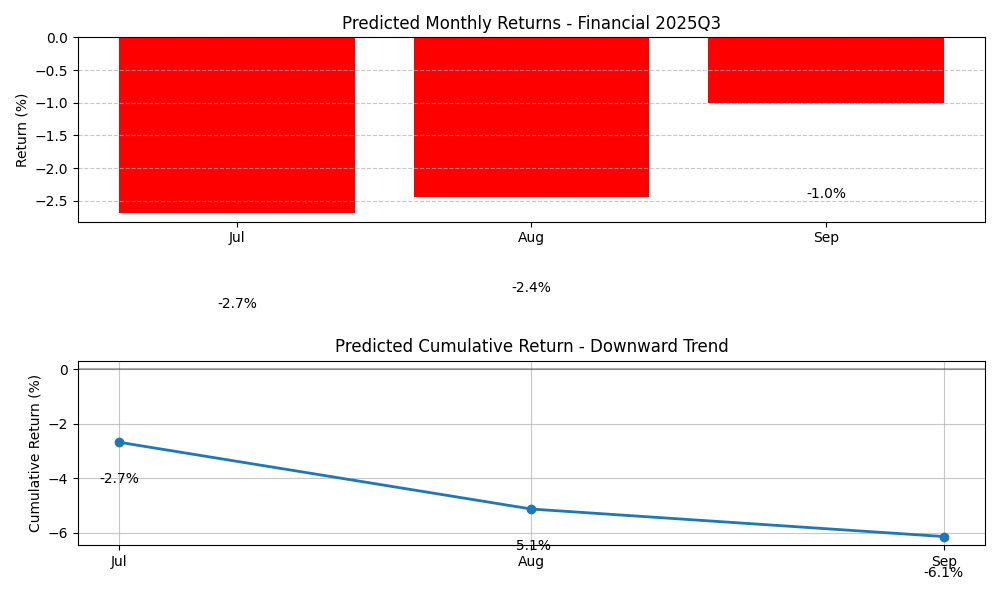 Predicted Monthly Returns - Financial 2025Q3
Return (%)
0.0
−0.5
−1.0
−1.5
−2.0
−2.5
-1.0%
Jul
Aug
Sep
-2.7%
-2.4%
Predicted Cumulative Return - Downward Trend
Cumulative Return (%)
0
−2
−4
−6
-2.7%
-5.1%
-6.1%
Jul
Aug
Sep